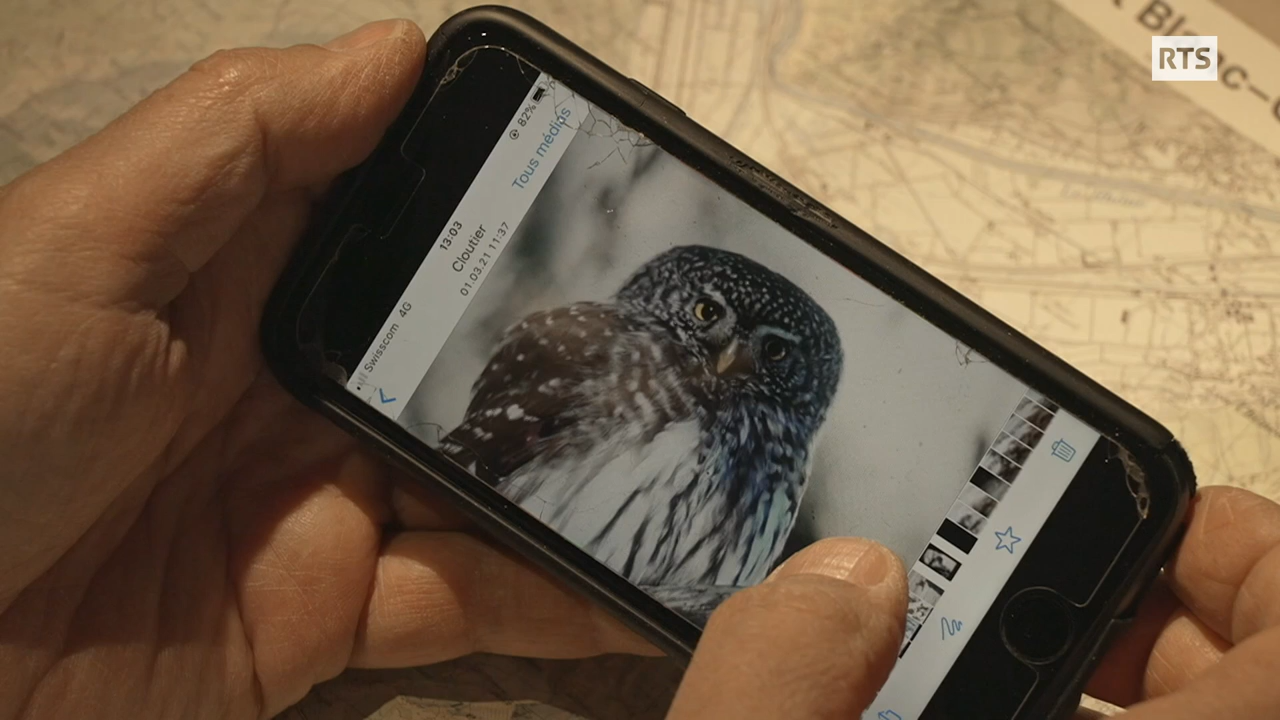 RTS
Swisscom 4G
13:03
82%
Cloutier
01.03.21 11:37
Tous médias